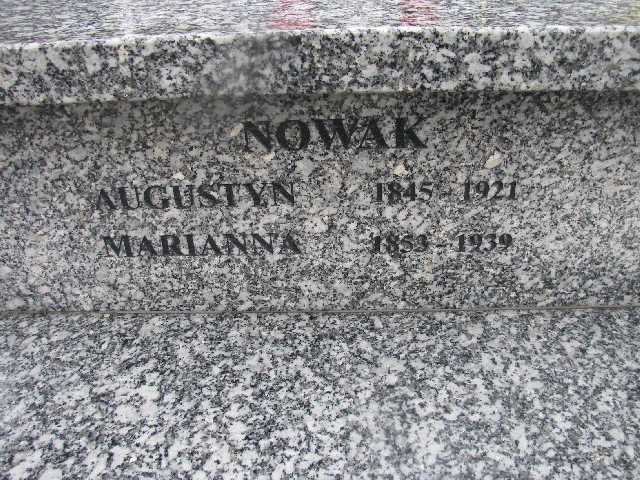 NOWAK
AUGUSTYN 1845 - 1921
MARIANNA 1853 - 1939